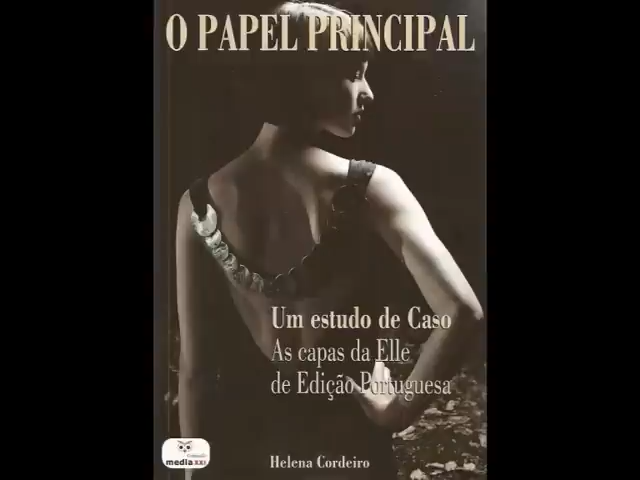 O PAPEL PRINCIPAL
Um estudo de Caso
As capas da Elle
de Edição Portuguesa
media XXI
Helena Cordeiro